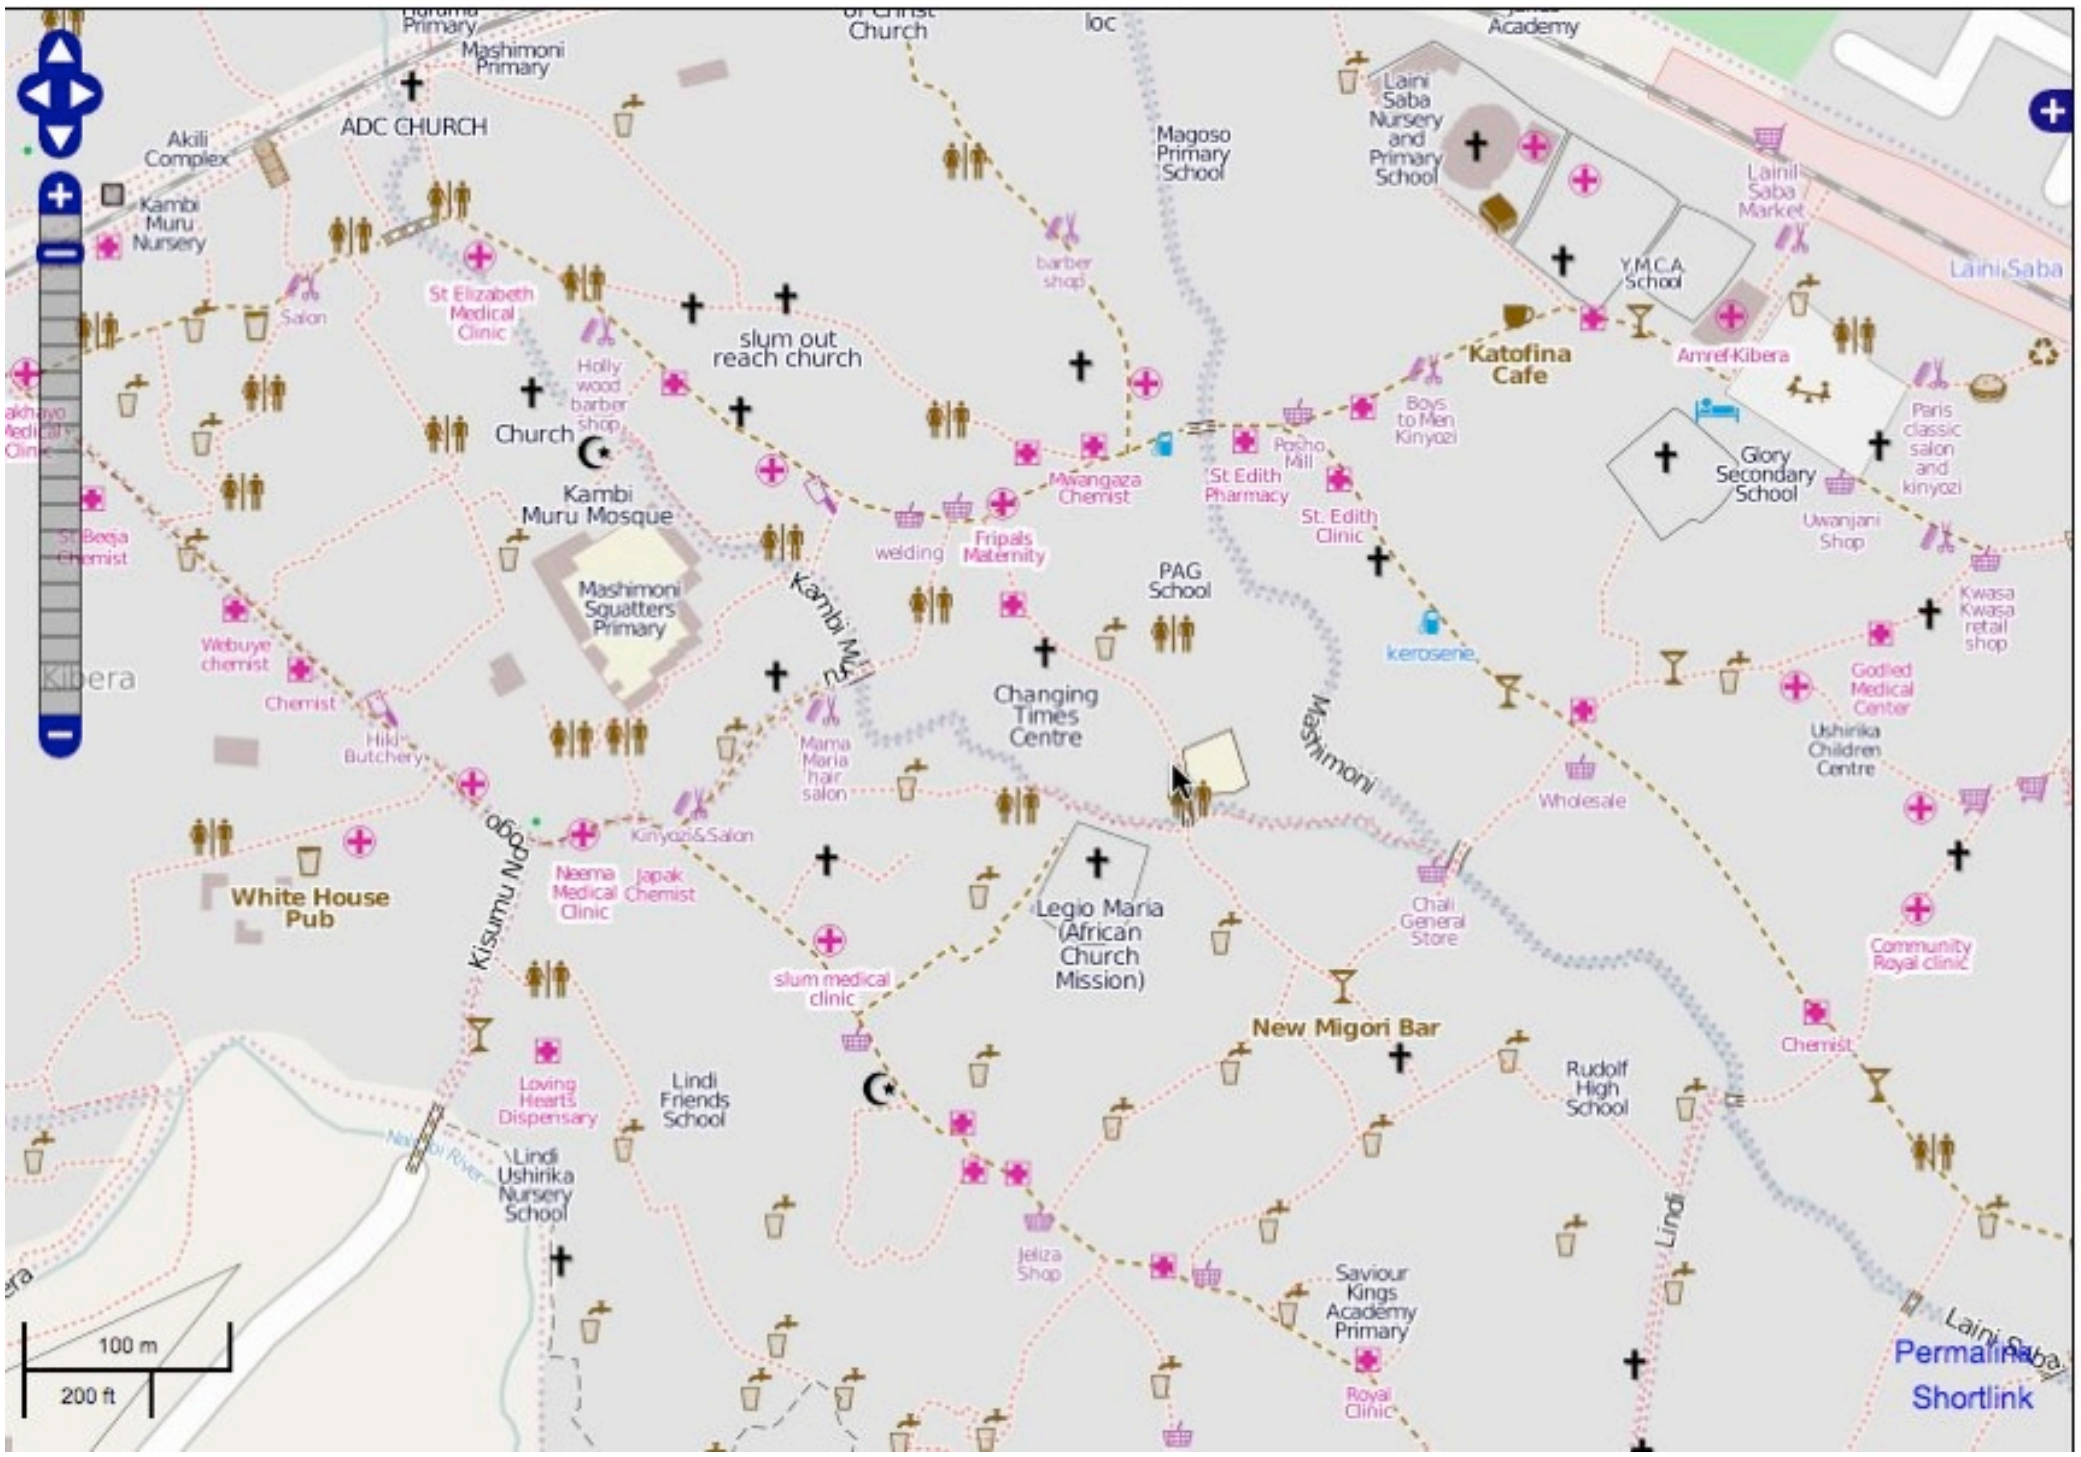 Primary
Mashimoni
Primary
Church
loc
Academy
ADC CHURCH
Akili
Complex
Kambi
Muru
Nursery
Magoso
Primary
School
Laini
Saba
Nursery
and
Primary
School
Lainil
Saba
Market
Laini Saba
Y.M.C.A.
School
barber
shop
Salon
St Elizabeth
Medical
Clinic
slum out
reach church
Holly
wood
barber
shop
Katofina
Cafe
Amref-Kibera
Medical
Clinic
Church
Boys
to Men
Kinyozi
Paris
classic
salon
and
kinyozi
Posho
Mill
Glory
Secondary
School
Mwangaza
Chemist
St Edith
Pharmacy
St. Edith
Clinic
Kambi
Muru Mosque
Uwanjani
Shop
St Beeja
Chemist
welding
Fripals
Maternity
PAG
School
Mashimoni
Squatters
Primary
Kambi Muru
Kwasa
Kwasa
retail
shop
Webuye
chemist
kerosene
Kibera
Chemist
Godled
Medical
Center
Changing
Times
Centre
Mashimoni
Hiki
Butchery
Mama
Maria
hair
salon
Ushirika
Children
Centre
Wholesale
Kinyozi&Salon
Kisumu Ndogo
Neema
Medical
Clinic
Japak
Chemist
White House
Pub
Legio Maria
(African
Church
Mission)
Chali
General
Store
Community
Royal clinic
slum medical
clinic
New Migori Bar
Chemist
Loving
Hearts
Dispensary
Lindi
Friends
School
Rudolf
High
School
Nairobi River
Lindi
Ushirika
Nursery
School
Lindi
Jeliza
Shop
Saviour
Kings
Academy
Primary
100 m
200 ft
Laini Saba
Permalink
Shortlink
Royal
Clinic